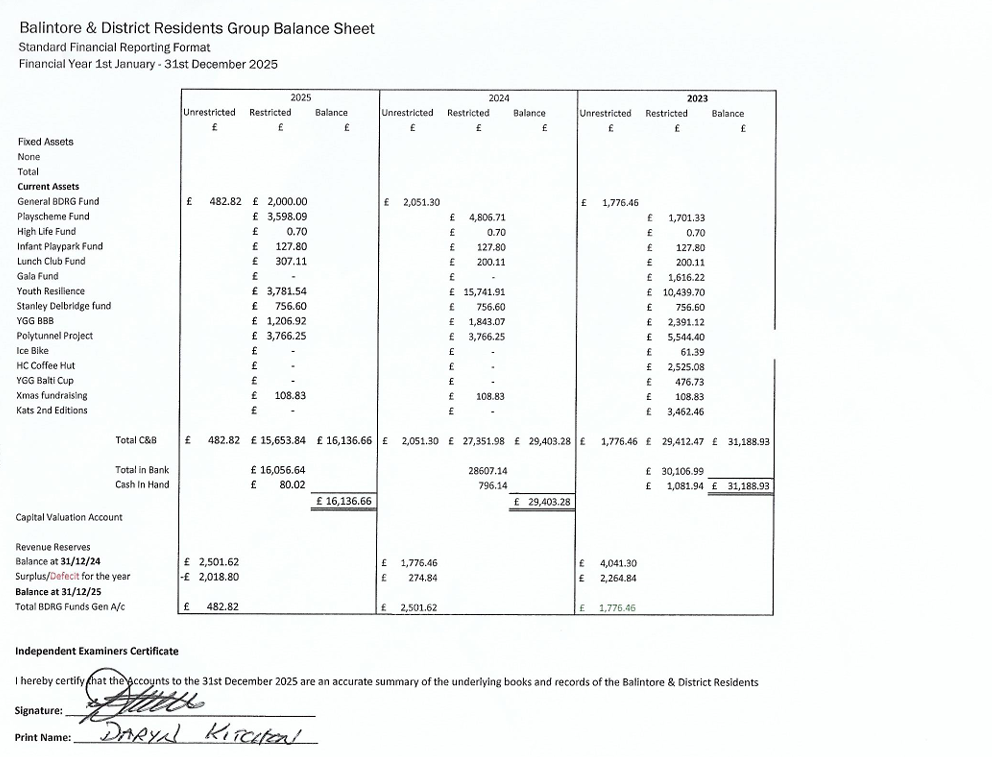 Balintore & District Residents Group Balance Sheet
Standard Financial Reporting Format
Financial Year 1st January - 31st December 2025
2025 2024 2023
Unrestricted Restricted Balance Unrestricted Restricted Balance Unrestricted Restricted Balance
£ £ £ £ £ £ £ £ £
Fixed Assets
None
Total
Current Assets
General BDRG Fund £ 482.82 £ 2,000.00 £ 2,051.30 £ 1,776.46
Playscheme Fund £ 3,598.09 £ 4,806.71 £ 1,701.33
High Life Fund £ 0.70 £ 0.70 £ 0.70
Infant Playpark Fund £ 127.80 £ 127.80 £ 127.80
Lunch Club Fund £ 307.11 £ 200.11 £ 200.11
Gala Fund £ - £ - £ 1,616.22
Youth Resilience £ 3,781.54 £ 15,741.91 £ 10,439.70
Stanley Delbridge fund £ 756.60 £ 756.60 £ 756.60
YGG BBB £ 1,206.92 £ 1,843.07 £ 2,391.12
Polytunnel Project £ 3,766.25 £ 3,766.25 £ 5,544.40
Ice Bike £ - £ - £ 61.39
HC Coffee Hut £ - £ - £ 2,525.08
YGG Balti Cup £ - £ - £ 476.73
Xmas fundraising £ 108.83 £ 108.83 £ 108.83
Kats 2nd Editions £ - £ - £ 3,462.46
Total C&B £ 482.82 £ 15,653.84 £ 16,136.66 £ 2,051.30 £ 27,351.98 £ 29,403.28 £ 1,776.46 £ 29,412.47 £ 31,188.93
Total in Bank £ 16,056.64 28607.14 £ 30,106.99
Cash In Hand £ 80.02 796.14 £ 1,081.94 £ 31,188.93
£ 16,136.66 £ 29,403.28
Capital Valuation Account
Revenue Reserves
Balance at 31/12/24 £ 2,501.62 £ 1,776.46 £ 4,041.30
Surplus/Defecit for the year -£ 2,018.80 £ 274.84 £ 2,264.84
Balance at 31/12/25
Total BDRG Funds Gen A/c £ 482.82 £ 2,501.62 £ 1,776.46
Independent Examiners Certificate
I hereby certify that the Accounts to the 31st December 2025 are an accurate summary of the underlying books and records of the Balintore & District Residents
Signature:
Print Name: DARYN KITCHEN